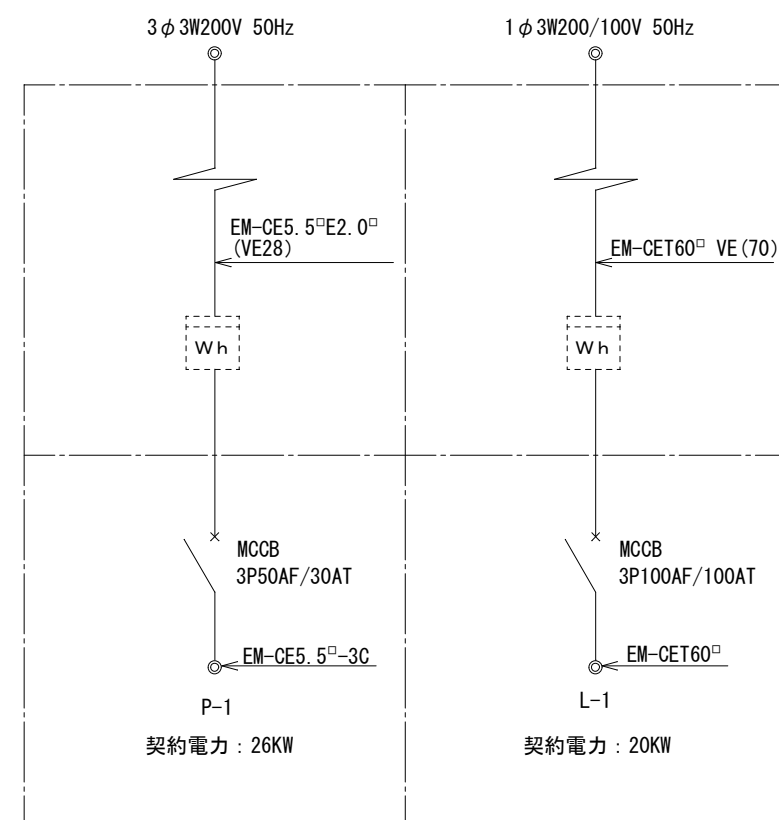 3φ3W200V 50Hz
EM-CE5.5□E2.0□
(VE28)
Wh
MCCB
3P50AF/30AT
EM-CE5.5□-3C
P-1
契約電力：26KW
1φ3W200/100V 50Hz
EM-CET60□ VE(70)
Wh
MCCB
3P100AF/100AT
EM-CET60□
L-1
契約電力：20KW